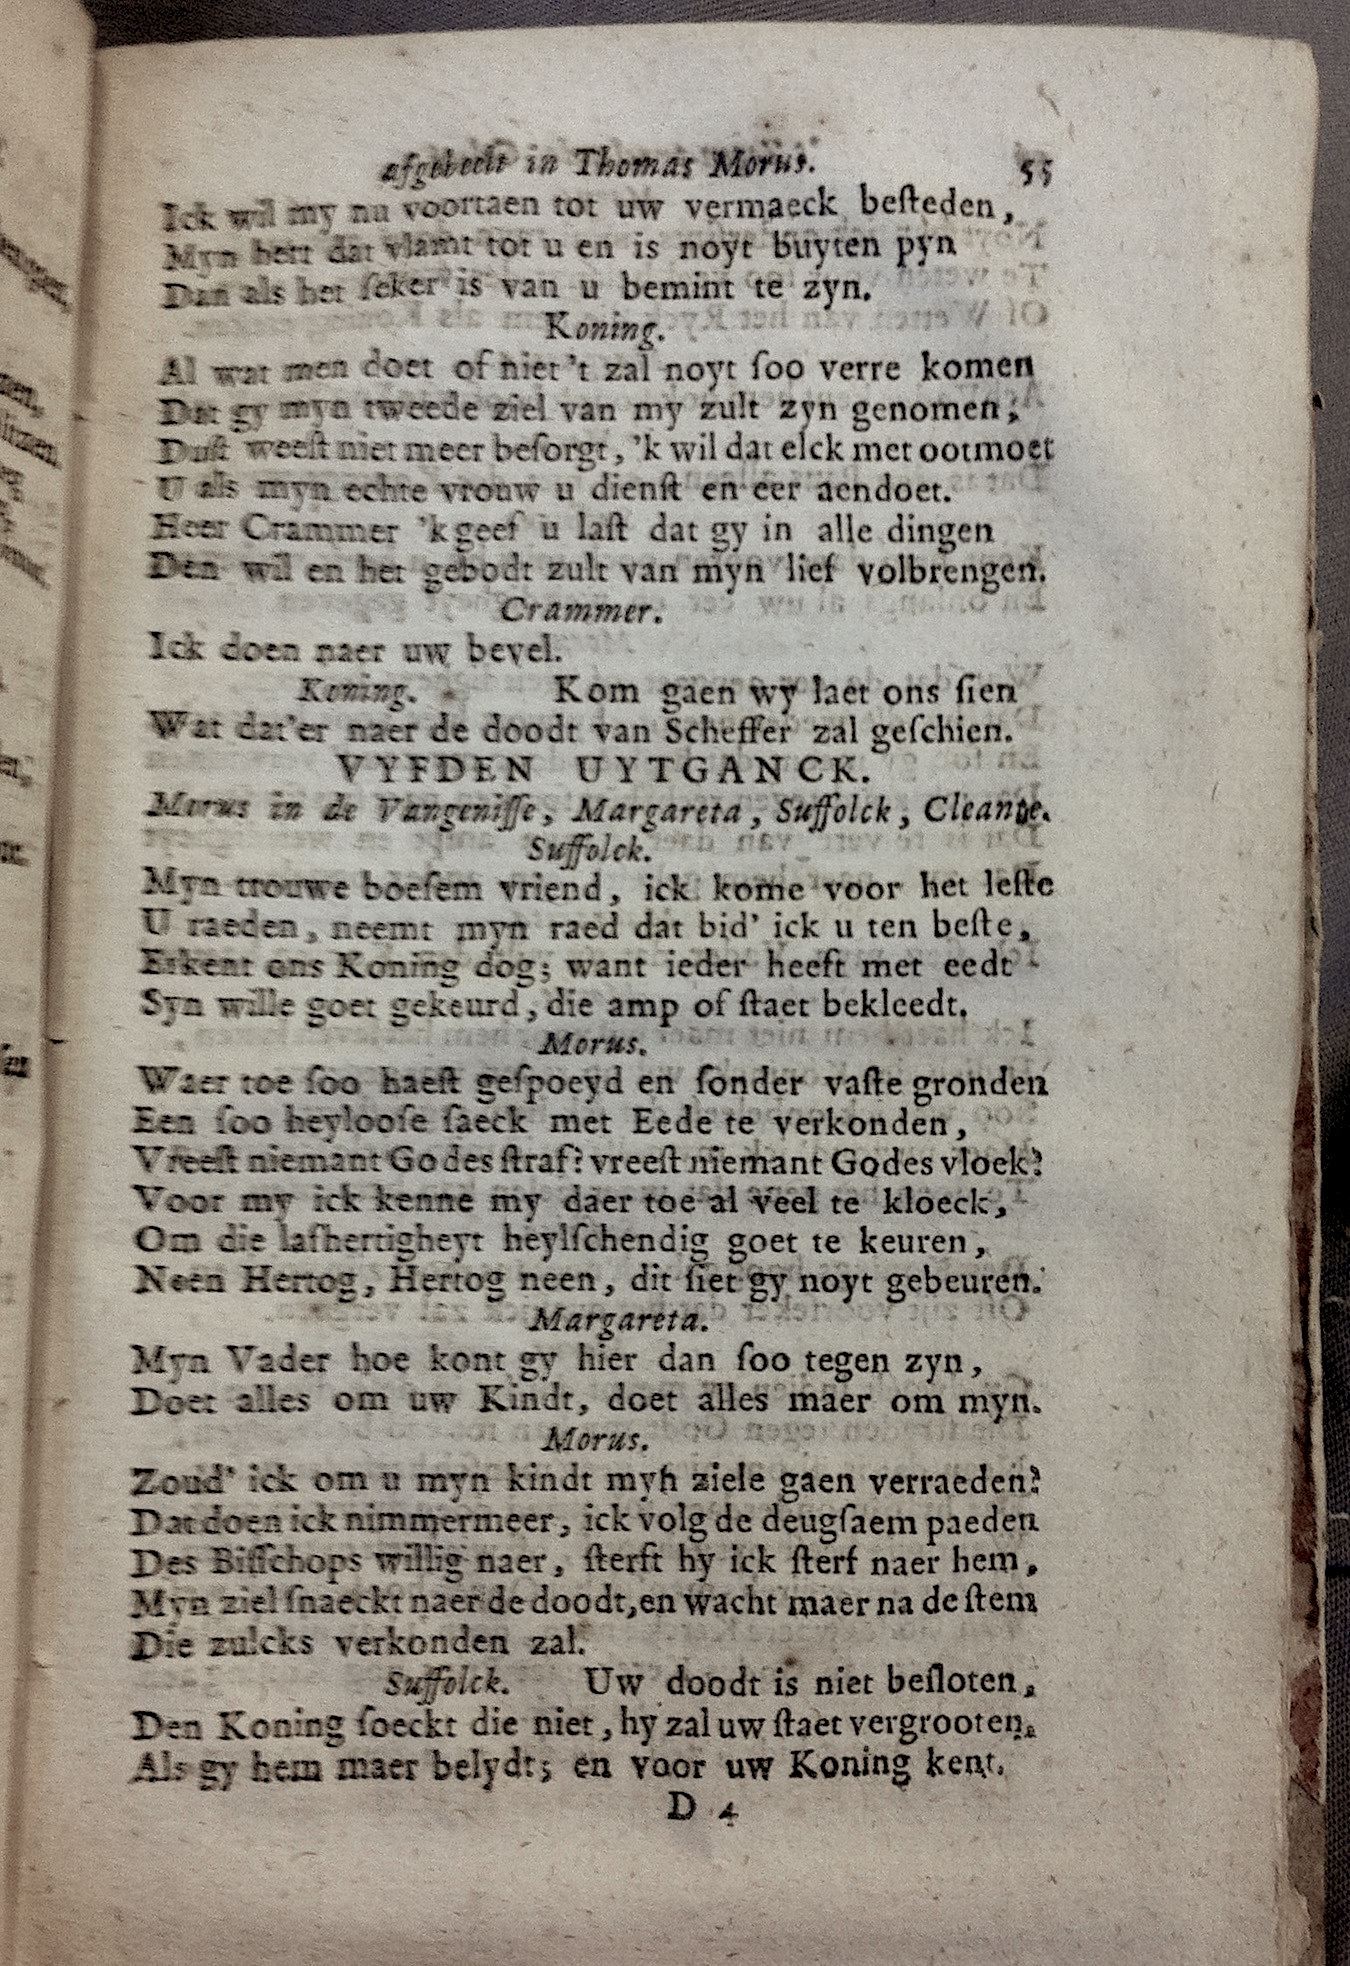 afgebeelt in Thomas Morus. 55
Ick wil my nu voortaen tot uw vermaeck beſteden,
Myn hert dat vlamt tot u en is noyt buyten pyn
Dan als het ſeker is van u bemint te zyn.
Koning.
Al wat men doet of niet 't zal noyt ſoo verre komen
Dat gy myn tweede ziel van my zult zyn genomen,
Duſt weeſt niet meer beſorgt, 'k wil dat elck met ootmoet
U als myn echte vrouw u dienſt en eer aendoet.
Heer Crammer 'k geef u laſt dat gy in alle dingen
Den wil en het gebodt zult van myn lief volbrengen.
Crammer.
Ick doen naer uw bevel.
Koning. Kom gaen wy laet ons ſien
Wat dat'er naer de doodt van Scheffer zal geſchien.
VYFDEN UYTGANCK.
Morus in de Vangeniſſe, Margareta, Suffolck, Cleante.
Suffolck.
Myn trouwe boeſem vriend, ick kome voor het leſte
U raeden, neemt myn raed dat bid' ick u ten beſte,
Erkent ons Koning dog; want ieder heeft met eedt
Syn wille goet gekeurd, die amp of ſtaet bekleedt.
Morus.
Waer toe ſoo haeſt geſpoeyd en ſonder vaſte gronden
Een ſoo heylooſe ſaeck met Eede te verkonden,
Vreeſt niemant Godes ſtraf? vreeſt niemant Godes vloek?
Voor my ick kenne my daer toe al veel te kloeck,
Om die lafhertigheyt heylſchendig goet te keuren,
Neen Hertog, Hertog neen, dit ſiet gy noyt gebeuren.
Margareta.
Myn Vader hoe kont gy hier dan ſoo tegen zyn,
Doet alles om uw Kindt, doet alles maer om myn.
Morus.
Zoud' ick om u myn kindt myn ziele gaen verraeden?
Dat doen ick nimmermeer, ick volg de deugſaem paeden
Des Biſſchops willig naer, ſterft hy ick ſterf naer hem,
Myn ziel ſnaeckt naer de doodt, en wacht maer na de ſtem
Die zulcks verkonden zal.
Suffolck. Uw doodt is niet beſloten,
Den Koning ſoeckt die niet, hy zal uw ſtaet vergrooten,
Als gy hem maer belydt; en voor uw Koning kent.
D 4